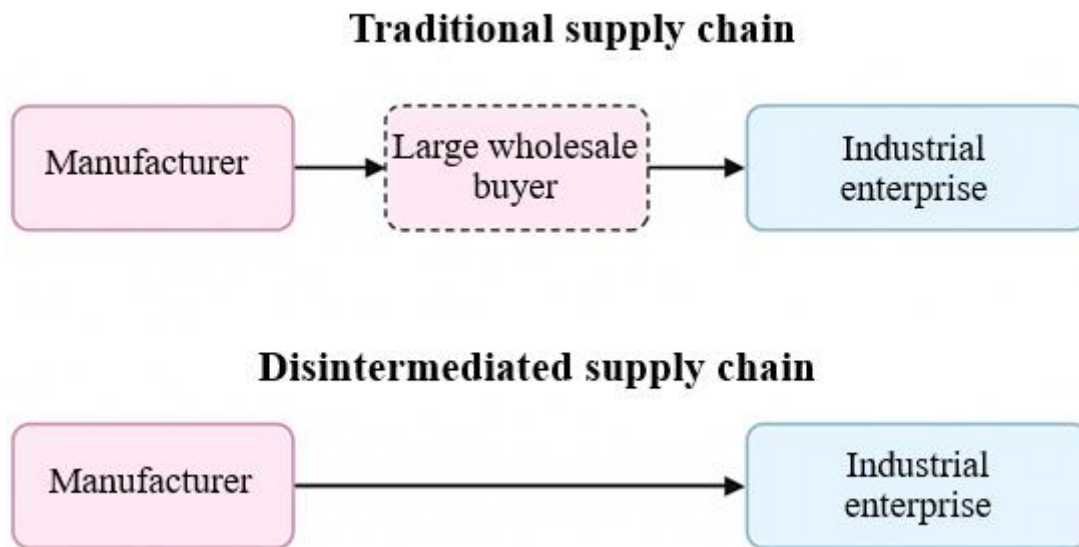 Traditional supply chain
Manufacturer
Large wholesale
buyer
Industrial
enterprise
Disintermediated supply chain
Manufacturer
Industrial
enterprise